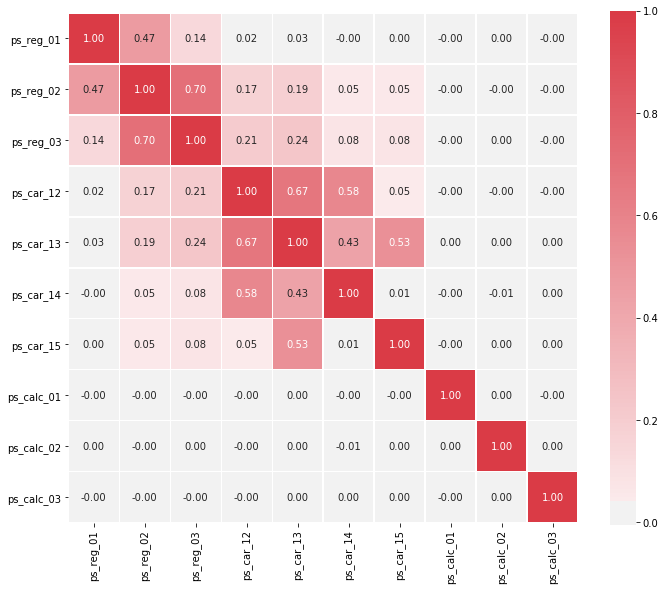 ps_reg_01 1.00 0.47 0.14 0.02 0.03 -0.00 0.00 -0.00 0.00 -0.00
ps_reg_02 0.47 1.00 0.70 0.17 0.19 0.05 0.05 -0.00 -0.00 -0.00
ps_reg_03 0.14 0.70 1.00 0.21 0.24 0.08 0.08 -0.00 0.00 -0.00
ps_car_12 0.02 0.17 0.21 1.00 0.67 0.58 0.05 -0.00 -0.00 -0.00
ps_car_13 0.03 0.19 0.24 0.67 1.00 0.43 0.53 0.00 0.00 0.00
ps_car_14 -0.00 0.05 0.08 0.58 0.43 1.00 0.01 -0.00 -0.01 0.00
ps_car_15 0.00 0.05 0.08 0.05 0.53 0.01 1.00 -0.00 0.00 0.00
ps_calc_01 -0.00 -0.00 -0.00 -0.00 0.00 -0.00 -0.00 1.00 0.00 -0.00
ps_calc_02 0.00 -0.00 0.00 -0.00 0.00 -0.01 0.00 0.00 1.00 0.00
ps_calc_03 -0.00 -0.00 -0.00 -0.00 0.00 0.00 0.00 -0.00 0.00 1.00
ps_reg_01 ps_reg_02 ps_reg_03 ps_car_12 ps_car_13 ps_car_14 ps_car_15 ps_calc_01 ps_calc_02 ps_calc_03
1.0
0.8
0.6
0.4
0.2
0.0